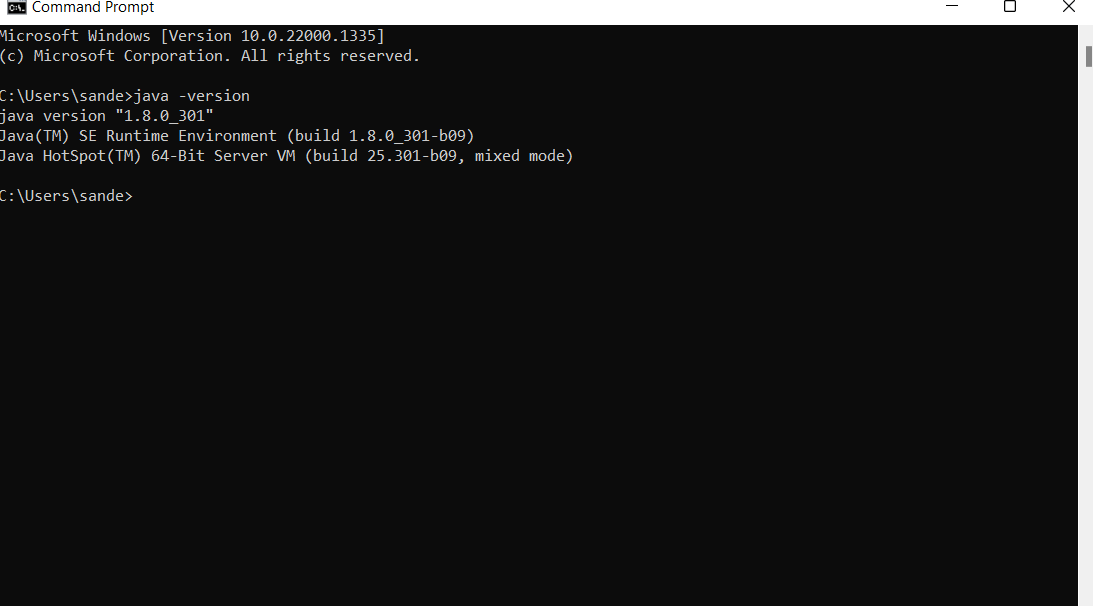 Command Prompt
Microsoft Windows [Version 10.0.22000.1335]
(c) Microsoft Corporation. All rights reserved.
C:\Users\sande>java -version
java version "1.8.0_301"
Java(TM) SE Runtime Environment (build 1.8.0_301-b09)
Java HotSpot(TM) 64-Bit Server VM (build 25.301-b09, mixed mode)
C:\Users\sande>